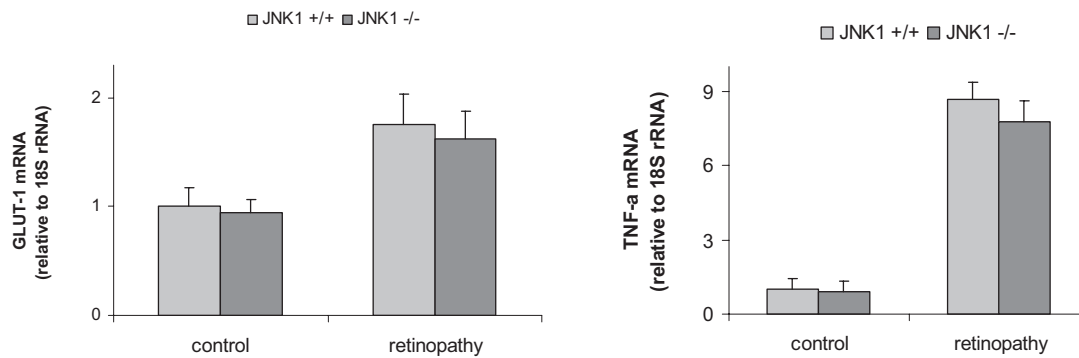 JNK1 +/+ JNK1 -/-
GLUT-1 mRNA
(relative to 18S rRNA)
2
1
0
control retinopathy
JNK1 +/+ JNK1 -/-
TNF-a mRNA
(relative to 18S rRNA)
9
6
3
0
control retinopathy